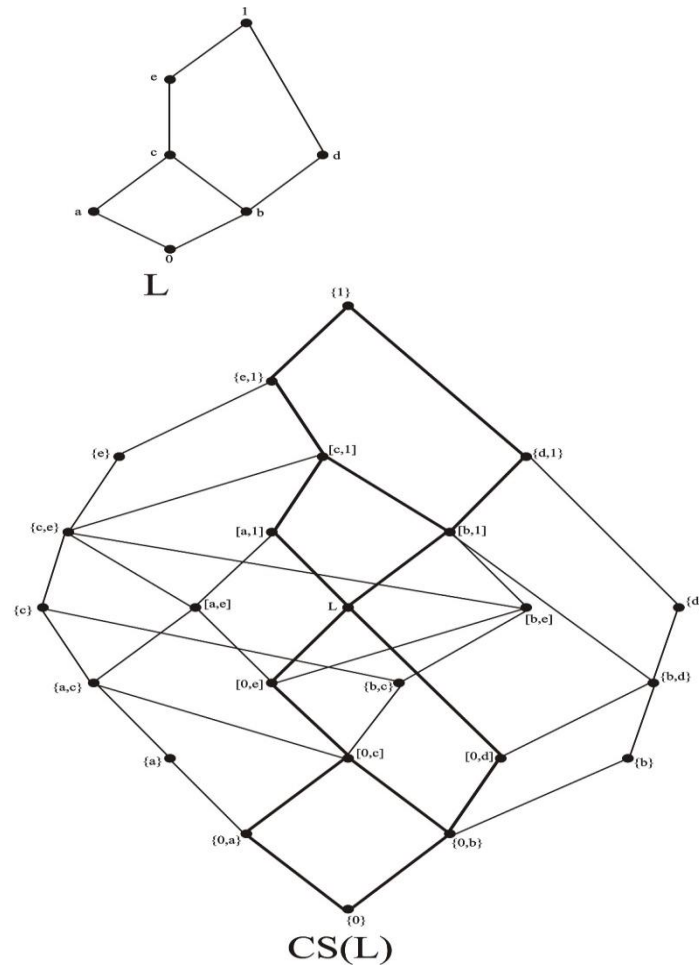 1
e
c
d
a
b
0
L
{1}
{e,1}
{e}
[c,1]
{d,1}
{c,e}
[a,1]
[b,1]
{c}
[a,e]
L
[b,e]
{d
{a,c}
[0,e]
{b,c}
{b,d}
{a}
[0,c]
[0,d]
{b}
{0,a}
{0,b}
{0}
CS(L)